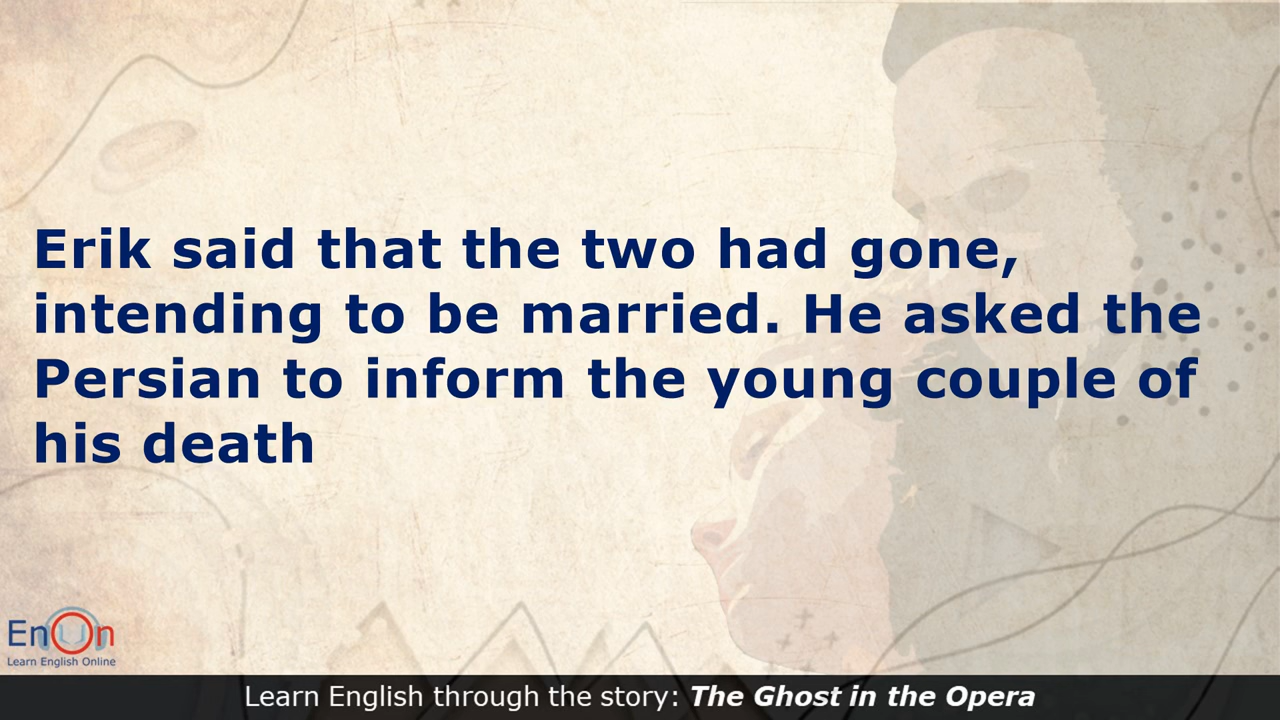 Erik said that the two had gone,
intending to be married. He asked the
Persian to inform the young couple of
his death
EnOn
Learn English Online
Learn English through the story: The Ghost in the Opera